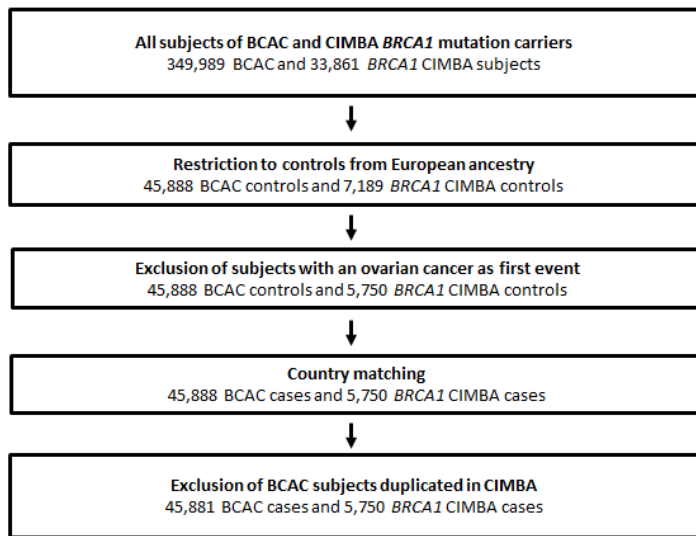 All subjects of BCAC and CIMBA BRCA1 mutation carriers
349,989 BCAC and 33,861 BRCA1 CIMBA subjects
Restriction to controls from European ancestry
45,888 BCAC controls and 7,189 BRCA1 CIMBA controls
Exclusion of subjects with an ovarian cancer as first event
45,888 BCAC controls and 5,750 BRCA1 CIMBA controls
Country matching
45,888 BCAC cases and 5,750 BRCA1 CIMBA cases
Exclusion of BCAC subjects duplicated in CIMBA
45,881 BCAC cases and 5,750 BRCA1 CIMBA cases